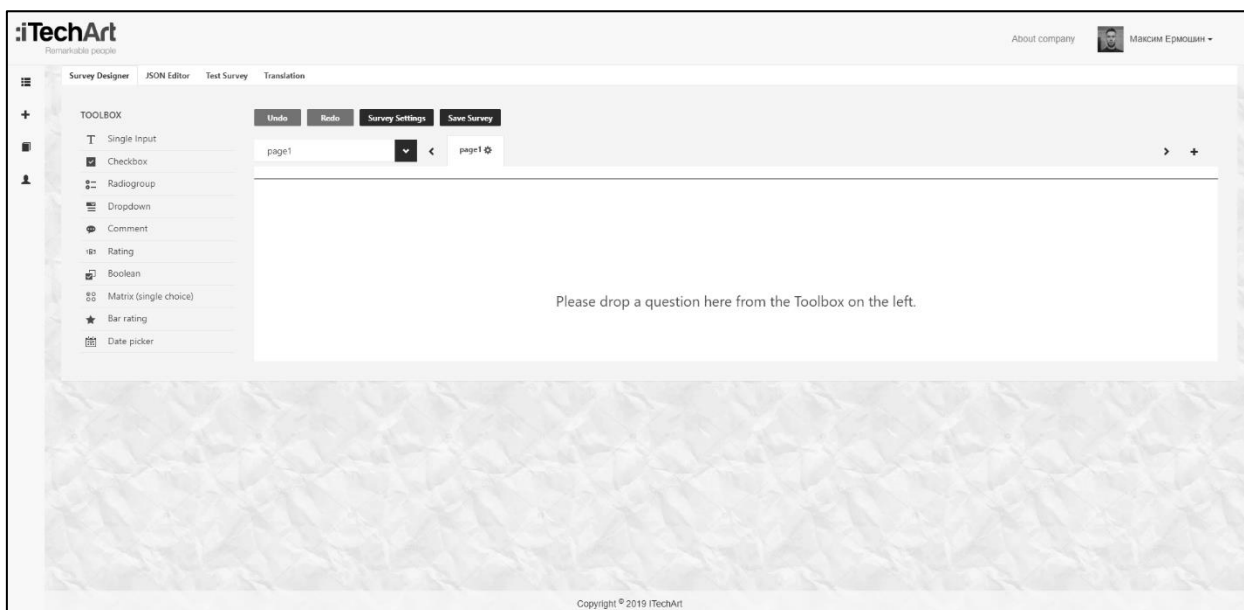 :iTechArt
Remarkable people
About company
Максим Ермошин
Survey Designer JSON Editor Test Survey Translation
TOOLBOX
Single Input
Checkbox
Radiogroup
Dropdown
Comment
Rating
Boolean
Matrix (single choice)
Bar rating
Date picker
Undo Redo Survey Settings Save Survey
page1 page1
Please drop a question here from the Toolbox on the left.
Copyright © 2019 ITechArt